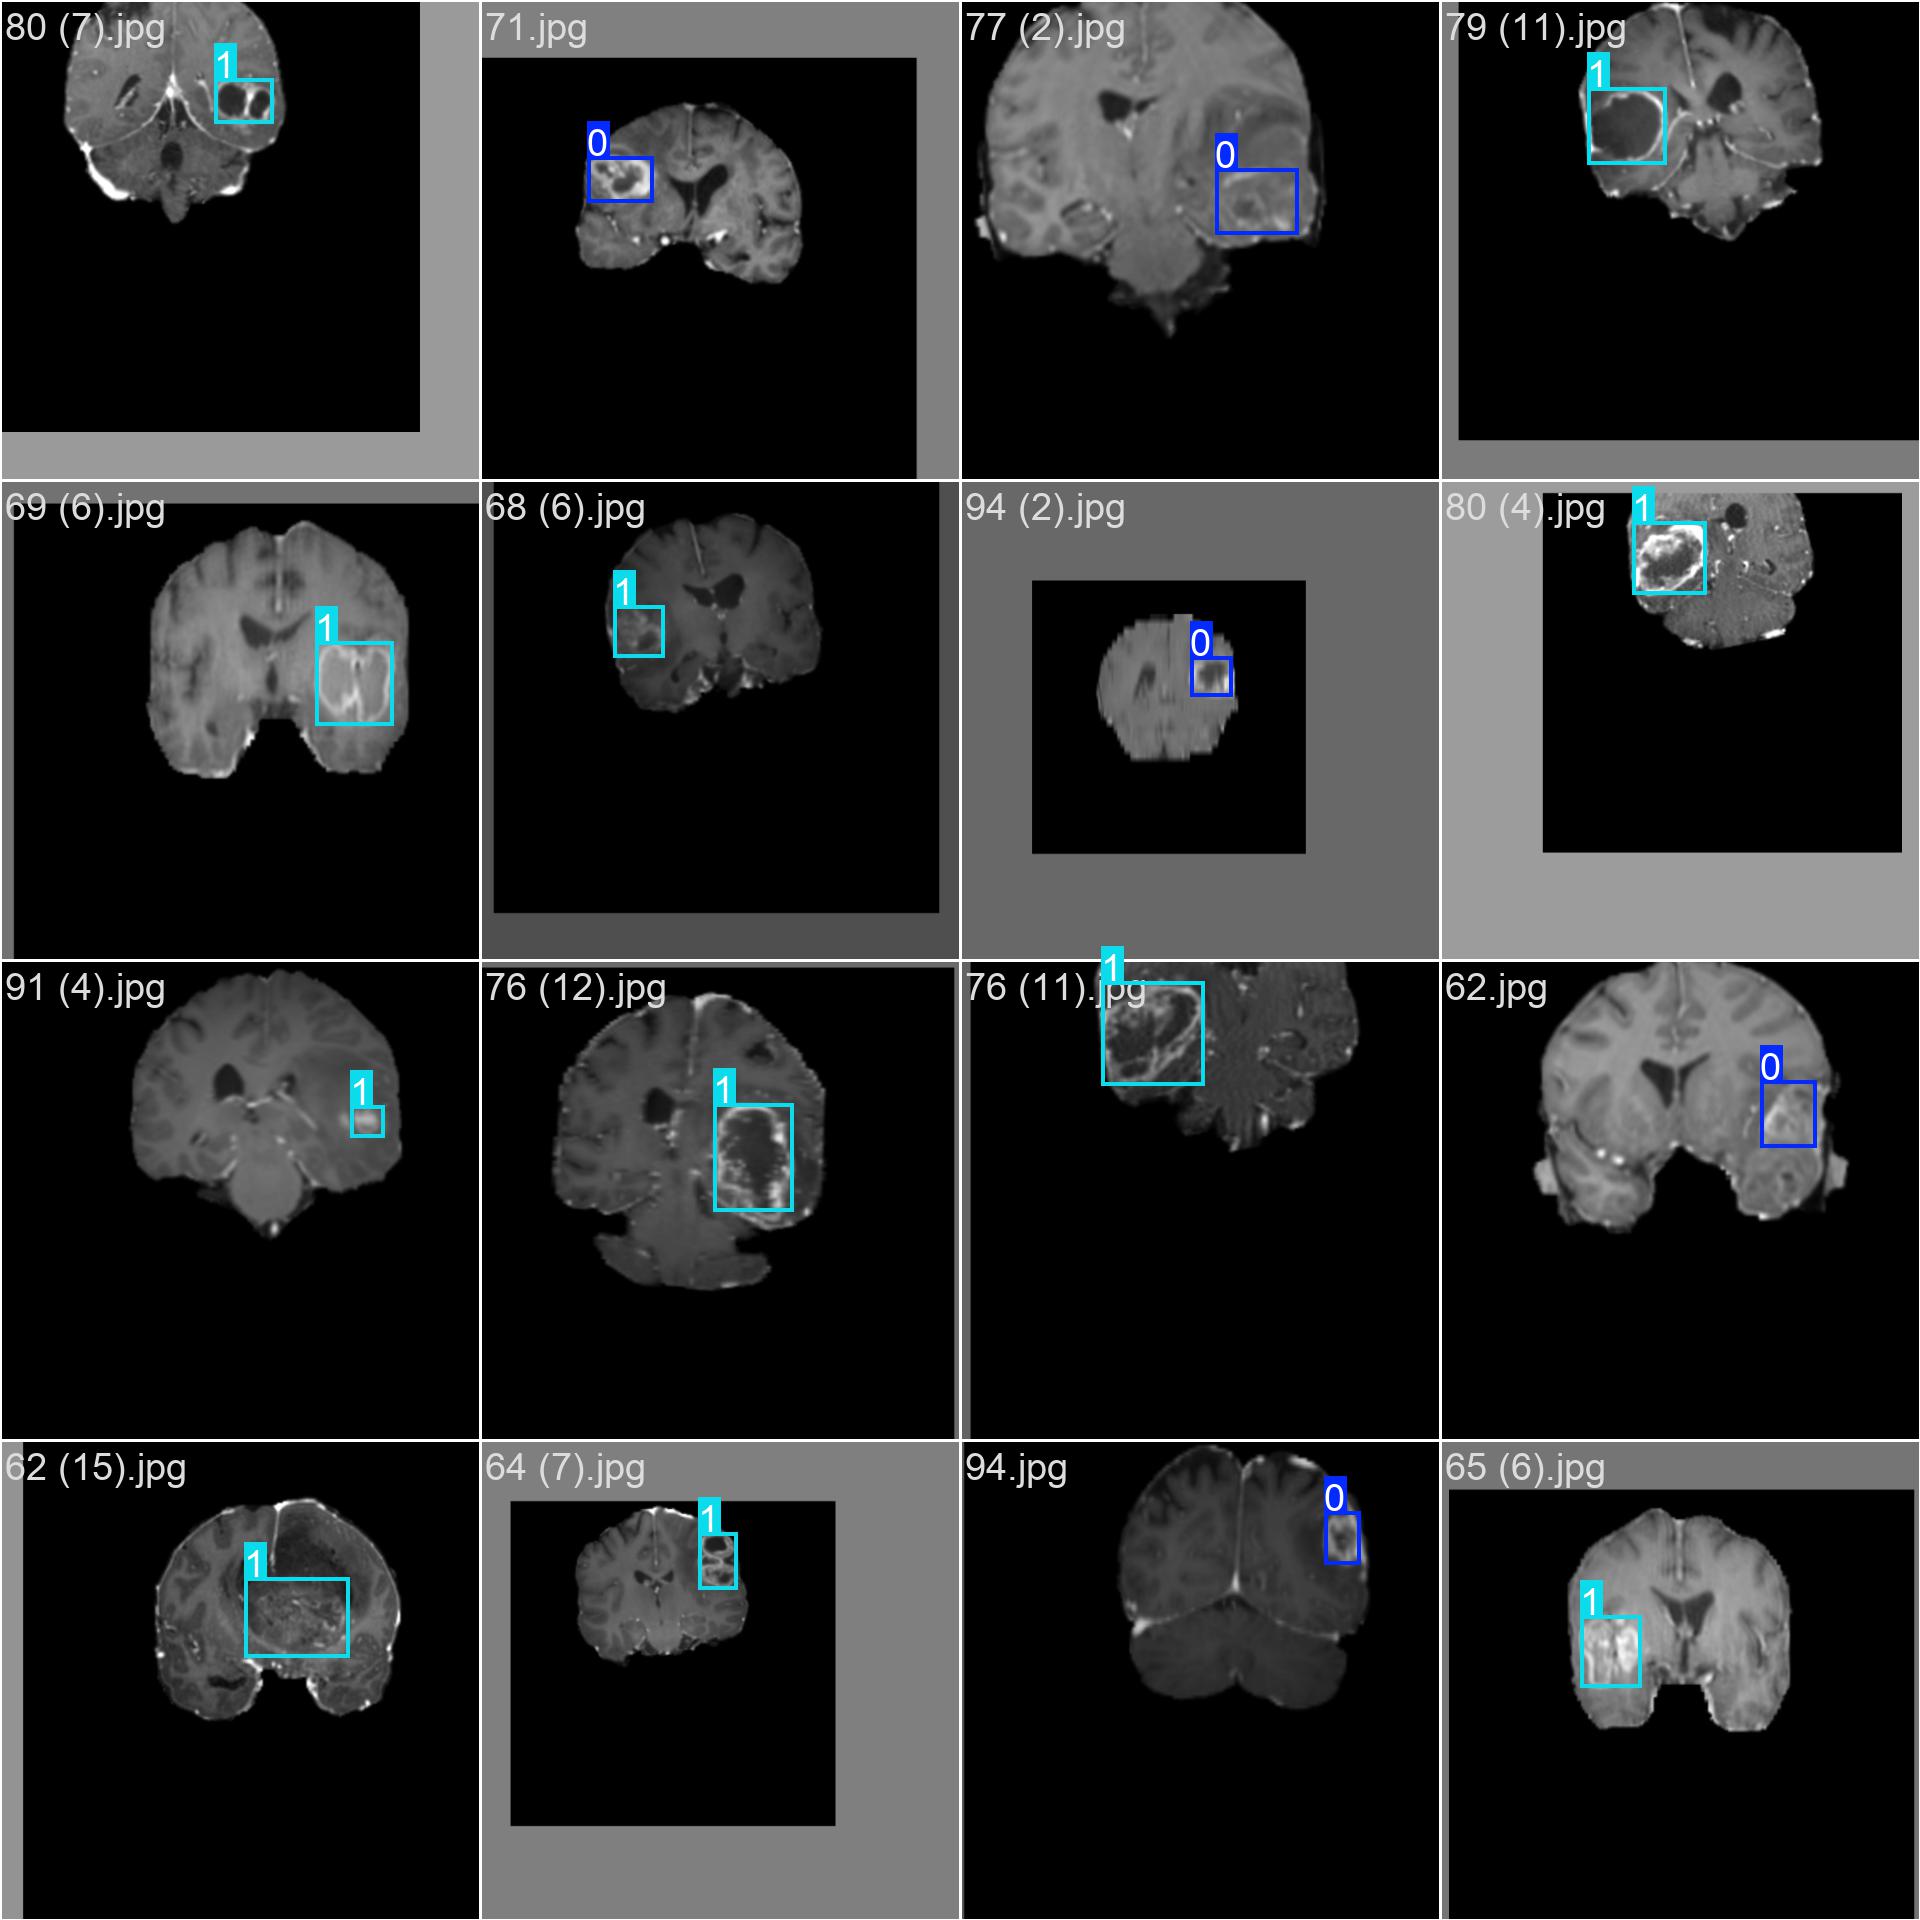 80 (7).jpg
1
71.jpg
0
77 (2).jpg
0
79 (11).jpg
1
69 (6).jpg
1
68 (6).jpg
1
94 (2).jpg
0
80 (4).jpg
1
91 (4).jpg
1
76 (12).jpg
1
76 (11).jpg
1
62.jpg
0
62 (15).jpg
1
64 (7).jpg
1
94.jpg
0
65 (6).jpg
1